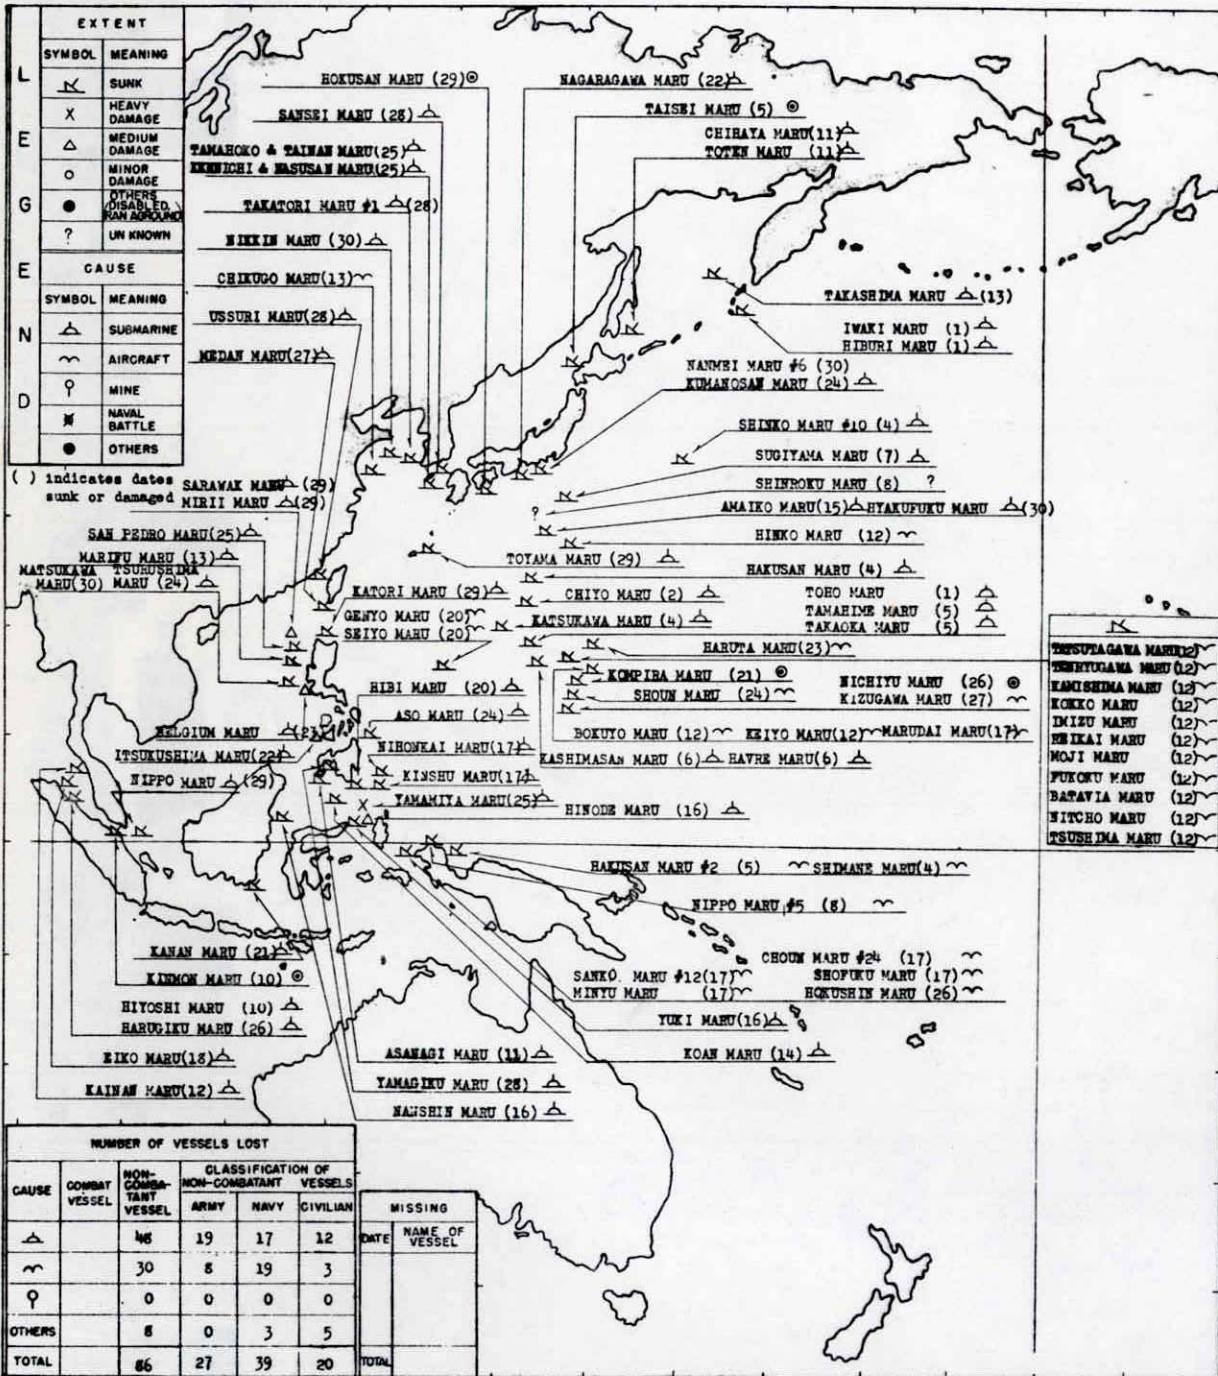 EXTENT
SYMBOL MEANING
SUNK
HEAVY DAMAGE
MEDIUM DAMAGE
MINOR DAMAGE
OTHERS (DISABLED, RAN AGROUND)
? UN KNOWN
CAUSE
SYMBOL MEANING
SUBMARINE
AIRCRAFT
MINE
NAVAL BATTLE
OTHERS
LEGEND
( ) indicates dates
sunk or damaged
HOKUSAN MARU (29)
SANSEI MARU (28)
TAMAHOKO & TAINAN MARU(25)
KENNICHI & NASUSAN MARU(25)
TAKATORI MARU #1 (28)
NIKKIN MARU (30)
CHIKUGO MARU(13)
USSURI MARU(28)
MEDAN MARU(27)
SARAWAK MARU (29)
MIRII MARU (29)
SAN PEDRO MARU(25)
MARIFU MARU (13)
MATSUKAWA TSURUSHIMA
MARU(30) MARU (24)
NAGARAGAWA MARU (22)
TAISEI MARU (5)
CHIHAYA MARU(11)
TOTEN MARU (11)
TAKASHIMA MARU (13)
IWAKI MARU (1)
HIBURI MARU (1)
NANMEI MARU #6 (30)
KUMANOSAN MARU (24)
SHINKO MARU #10 (4)
SUGIYAMA MARU (7)
SHINROKU MARU (8) ?
AMAIKO MARU(15) HYAKUFUKU MARU (30)
HINKO MARU (12)
TOYAMA MARU (29)
HAKUSAN MARU (4)
KATORI MARU (29)
CHIYO MARU (2)
TOHO MARU (1)
TAMAHIME MARU (5)
TAKAOKA MARU (5)
GENYO MARU (20)
SEIYO MARU (20)
KATSUKAWA MARU (4)
HARUTA MARU(23)
KOMPIRA MARU (21)
NICHIYU MARU (26)
SHOUN MARU (24)
KIZUGAWA MARU (27)
HIBI MARU (20)
ASO MARU (24)
BOKUYO MARU (12) KEIYO MARU(12) MARUDAI MARU(17)
BELGIUM MARU (23)
NIHONKAI MARU(17)
KASHIMASAN MARU (6) HAVRE MARU(6)
ITSUKUSHIMA MARU(22)
NIPPO MARU (29)
KINSHU MARU(17)
YAMAMIYA MARU(25)
HINODE MARU (16)
TATSUTAGAWA MARU(12)
TENRYUGAWA MARU (12)
KAMISHIMA MARU (12)
KOKKO MARU (12)
IMIZU MARU (12)
REIKAI MARU (12)
MOJI MARU (12)
FUKOKU MARU (12)
BATAVIA MARU (12)
NITCHO MARU (12)
TSUSHIMA MARU (12)
HAKUSAN MARU #2 (5) SHIMANE MARU(4)
NIPPO MARU #5 (8)
KANAN MARU (21)
KINMON MARU (10)
HIYOSHI MARU (10)
HARUGIKU MARU (26)
EIKO MARU(18)
KAINAN MARU(12)
CHOUN MARU #24 (17)
SANKO. MARU #12(17) SHOFUKU MARU (17)
MINYU MARU (17) HOKUSHIN MARU (26)
YUKI MARU(16)
KOAN MARU (14)
ASANAGI MARU (11)
YAMAGIKU MARU (28)
NANSHIN MARU (16)
NUMBER OF VESSELS LOST
CAUSE COMBAT VESSEL NON-COMBATANT VESSEL CLASSIFICATION OF NON-COMBATANT VESSELS
ARMY NAVY CIVILIAN
48 19 17 12
30 8 19 3
0 0 0 0
OTHERS 8 0 3 5
TOTAL 86 27 39 20
MISSING
DATE NAME OF VESSEL
TOTAL